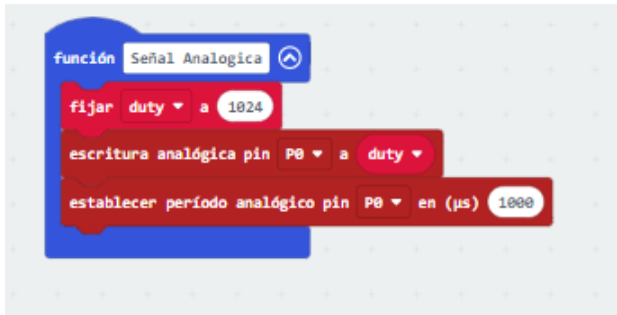 función Señal Analogica
fijar duty a 1024
escritura analógica pin P0 a duty
establecer período analógico pin P0 en (µs) 1000